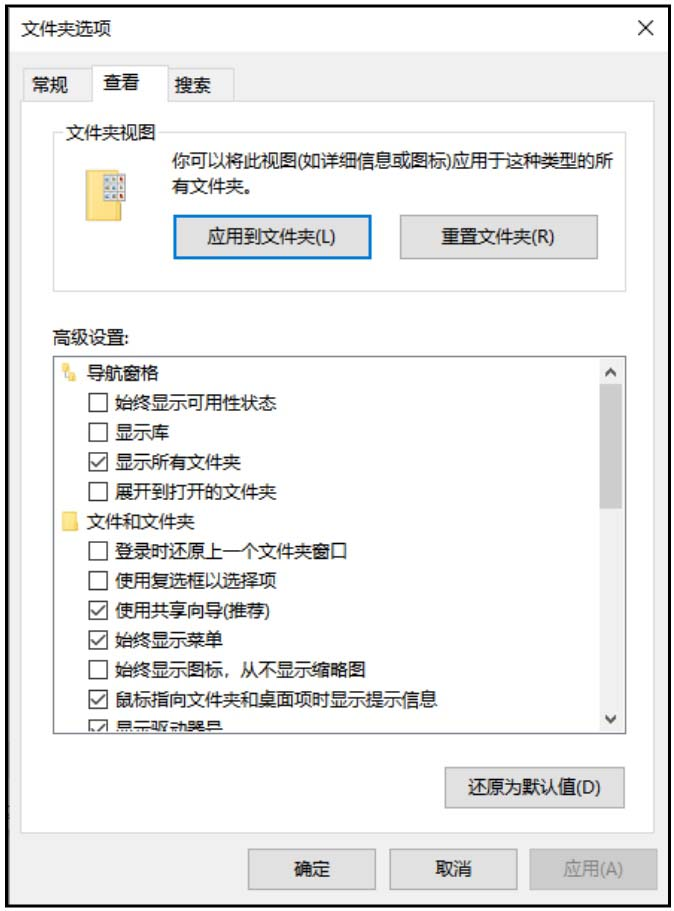 文件夹选项
常规
查看
搜索
文件夹视图
你可以将此视图(如详细信息或图标)应用于这种类型的所
有文件夹。
应用到文件夹(L)
重置文件夹(R)
高级设置:
导航窗格
始终显示可用性状态
显示库
显示所有文件夹
展开到打开的文件夹
文件和文件夹
登录时还原上一个文件夹窗口
使用复选框以选择项
使用共享向导(推荐)
始终显示菜单
始终显示图标，从不显示缩略图
鼠标指向文件夹和桌面项时显示提示信息
显示驱动器号
还原为默认值(D)
确定
取消
应用(A)